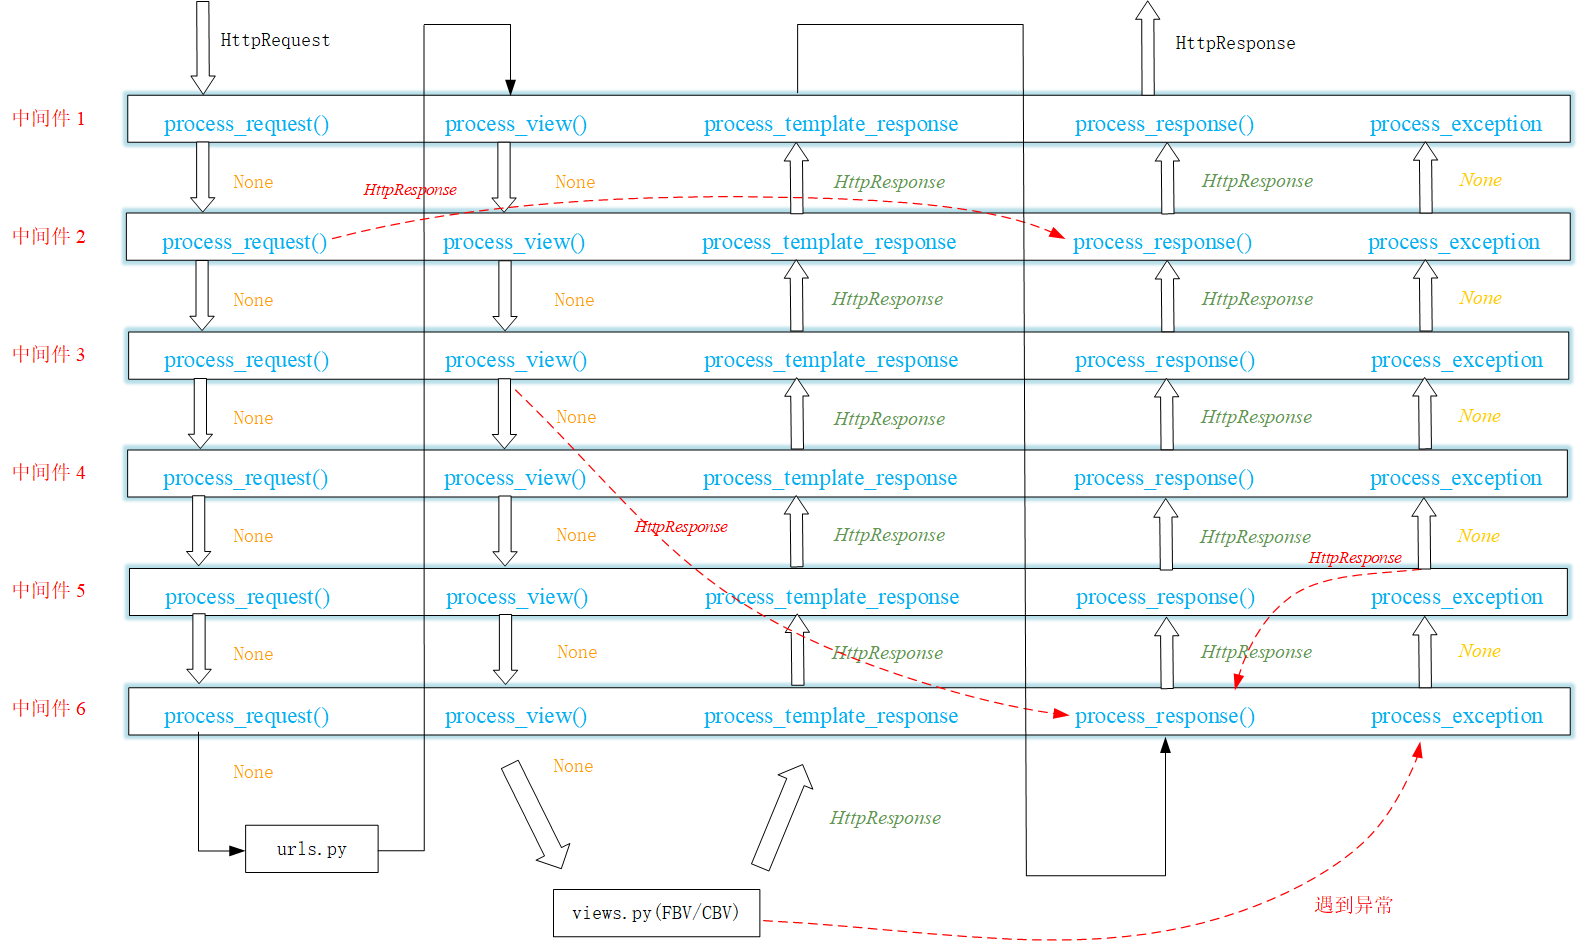 HttpRequest
HttpResponse
中间件 1
process_request()
process_view()
process_template_response
process_response()
process_exception
None
HttpResponse
None
HttpResponse
HttpResponse
None
中间件 2
process_request()
process_view()
process_template_response
process_response()
process_exception
None
None
HttpResponse
HttpResponse
None
中间件 3
process_request()
process_view()
process_template_response
process_response()
process_exception
None
None
HttpResponse
HttpResponse
None
中间件 4
process_request()
process_view()
process_template_response
process_response()
process_exception
None
None
HttpResponse
HttpResponse
HttpResponse
HttpResponse
None
中间件 5
process_request()
process_view()
process_template_response
process_response()
process_exception
None
None
HttpResponse
HttpResponse
None
中间件 6
process_request()
process_view()
process_template_response
process_response()
process_exception
None
None
HttpResponse
urls.py
views.py(FBV/CBV)
遇到异常